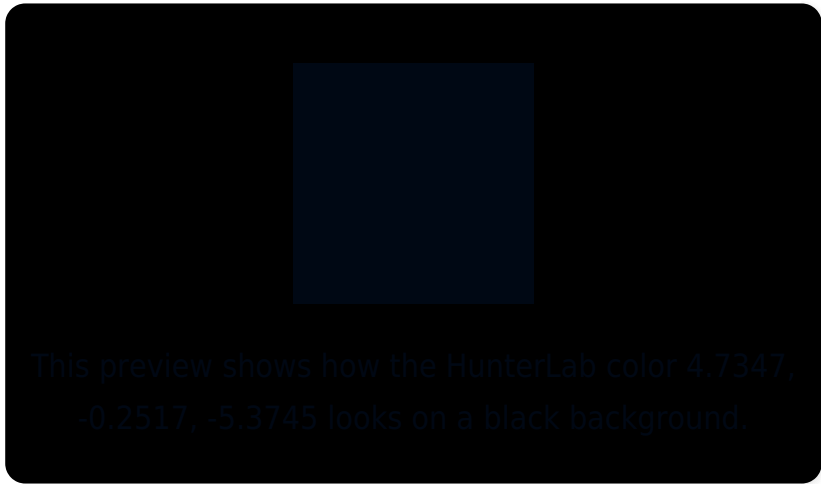 This preview shows how the HunterLab color 4.7347,
-0.2517, -5.3745 looks on a black background.